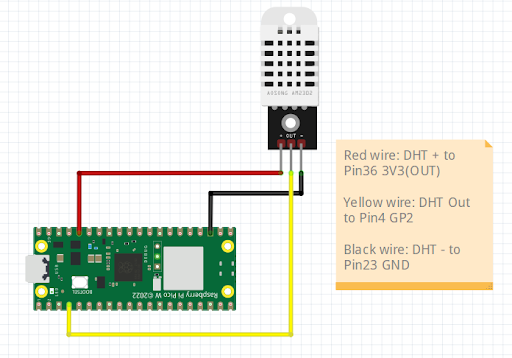 AOSONG AM2302
+ OUT -
Red wire: DHT + to
Pin36 3V3(OUT)
Yellow wire: DHT Out
to Pin4 GP2
Black wire: DHT - to
Pin23 GND
BOOTSEL
Raspberry Pi Pico W ©2022